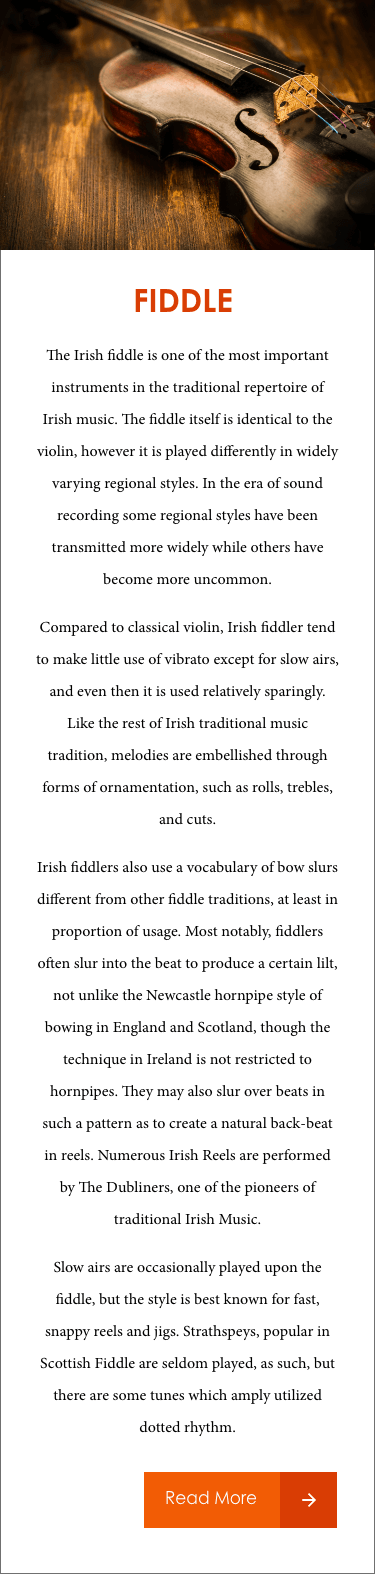 FIDDLE
The Irish fiddle is one of the most important
instruments in the traditional repertoire of
Irish music. The fiddle itself is identical to the
violin, however it is played differently in widely
varying regional styles. In the era of sound
recording some regional styles have been
transmitted more widely while others have
become more uncommon.
Compared to classical violin, Irish fiddler tend
to make little use of vibrato except for slow airs,
and even then it is used relatively sparingly.
Like the rest of Irish traditional music
tradition, melodies are embellished through
forms of ornamentation, such as rolls, trebles,
and cuts.
Irish fiddlers also use a vocabulary of bow slurs
different from other fiddle traditions, at least in
proportion of usage. Most notably, fiddlers
often slur into the beat to produce a certain lilt,
not unlike the Newcastle hornpipe style of
bowing in England and Scotland, though the
technique in Ireland is not restricted to
hornpipes. They may also slur over beats in
such a pattern as to create a natural back-beat
in reels. Numerous Irish Reels are performed
by The Dubliners, one of the pioneers of
traditional Irish Music.
Slow airs are occasionally played upon the
fiddle, but the style is best known for fast,
snappy reels and jigs. Strathspeys, popular in
Scottish Fiddle are seldom played, as such, but
there are some tunes which amply utilized
dotted rhythm.
Read More